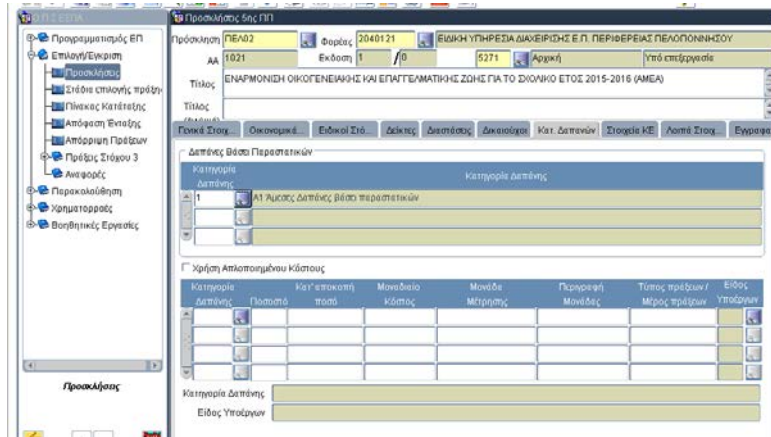 Ο.Π.Σ. ΕΣΠΑ
Προσκλήσεις 5ης ΠΠ
Προγραμματισμός ΕΠ
Επιλογή/Εγκριση
Προσκλήσεις
Στάδια επιλογής πράξη
Πίνακας Κατάταξης
Απόφαση Ένταξης
Απόρριψη Πράξεων
Πράξεις Στόχου 3
Αναφορές
Παρακολούθηση
Χρηματορροές
Βοηθητικές Εργασίες
Προσκλήσεις
Πρόσκληση ΠΕΛ02 Φορέας 2040121 ΕΙΔΙΚΗ ΥΠΗΡΕΣΙΑ ΔΙΑΧΕΙΡΙΣΗΣ Ε.Π. ΠΕΡΙΦΕΡΕΙΑΣ ΠΕΛΟΠΟΝΝΗΣΟΥ
ΑΑ 1021 Εκδοση 1 / 0 5271 Αρχική Υπό επεξεργασία
Τίτλος ΕΝΑΡΜΟΝΙΣΗ ΟΙΚΟΓΕΝΕΙΑΚΗΣ ΚΑΙ ΕΠΑΓΓΕΛΜΑΤΙΚΗΣ ΖΩΗΣ ΓΙΑ ΤΟ ΣΧΟΛΙΚΟ ΕΤΟΣ 2015-2016 (ΑΜΕΑ)
Τίτλος
Γενικά Στοιχ... Οικονομικά... Ειδικοί Στό... Δείκτες Διαστάσεις Δικαιούχοι Κατ. Δαπανών Στοιχεία ΚΕ Λοιπά Στοιχ... Εγγραφα
Δαπάνες Βάσει Παραστατικών
Κατηγορία Δαπάνης Κατηγορία Δαπάνης
1 Α1 Άμεσες Δαπάνες βάσει παραστατικών
Χρήση Απλοποιημένου Κόστους
Κατηγορία Κατ' αποκοπή Μοναδιαίο Μονάδα Περιγραφή Τύπος πράξεων / Είδος
Δαπάνης Ποσοστό ποσό Κόστος Μέτρησης Μονάδας Μέρος πράξεων Υποέργων
Κατηγορία Δαπάνης
Είδος Υποέργων